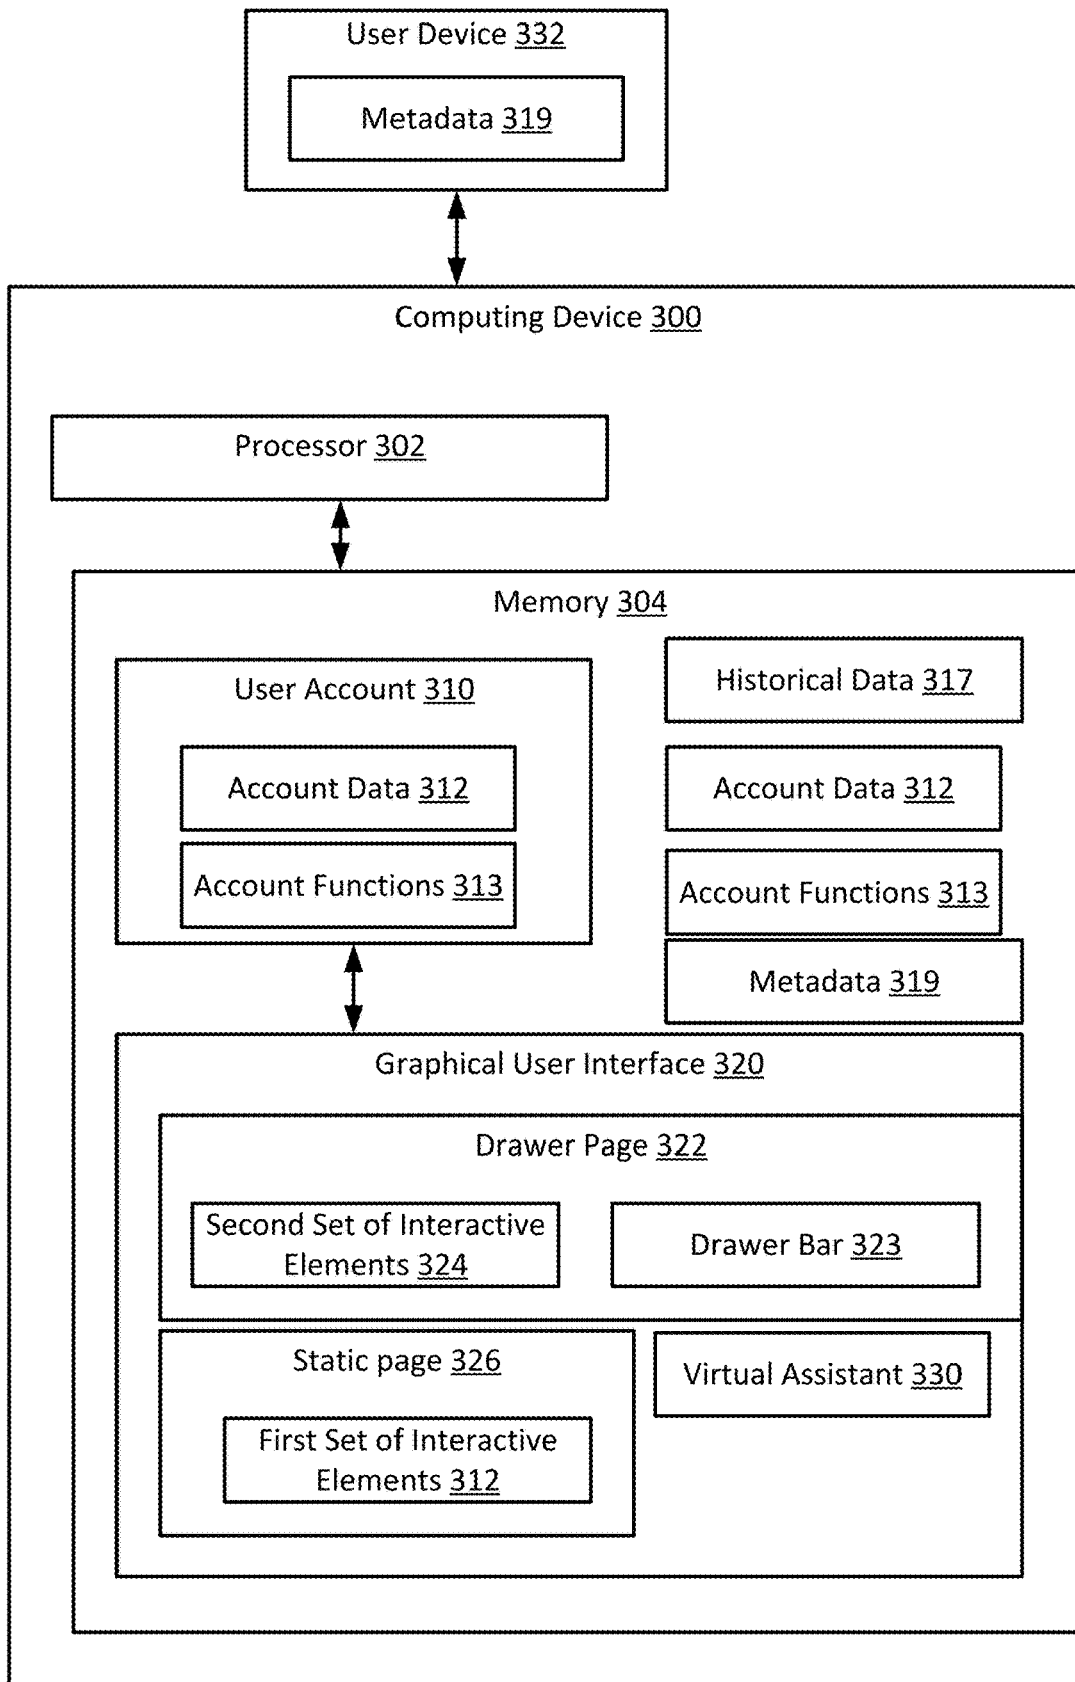 User Device 332
Metadata 319
Computing Device 300
Processor 302
Memory 304
User Account 310
Account Data 312
Account Functions 313
Historical Data 317
Account Data 312
Account Functions 313
Metadata 319
Graphical User Interface 320
Drawer Page 322
Second Set of Interactive
Elements 324
Drawer Bar 323
Static page 326
First Set of Interactive
Elements 312
Virtual Assistant 330